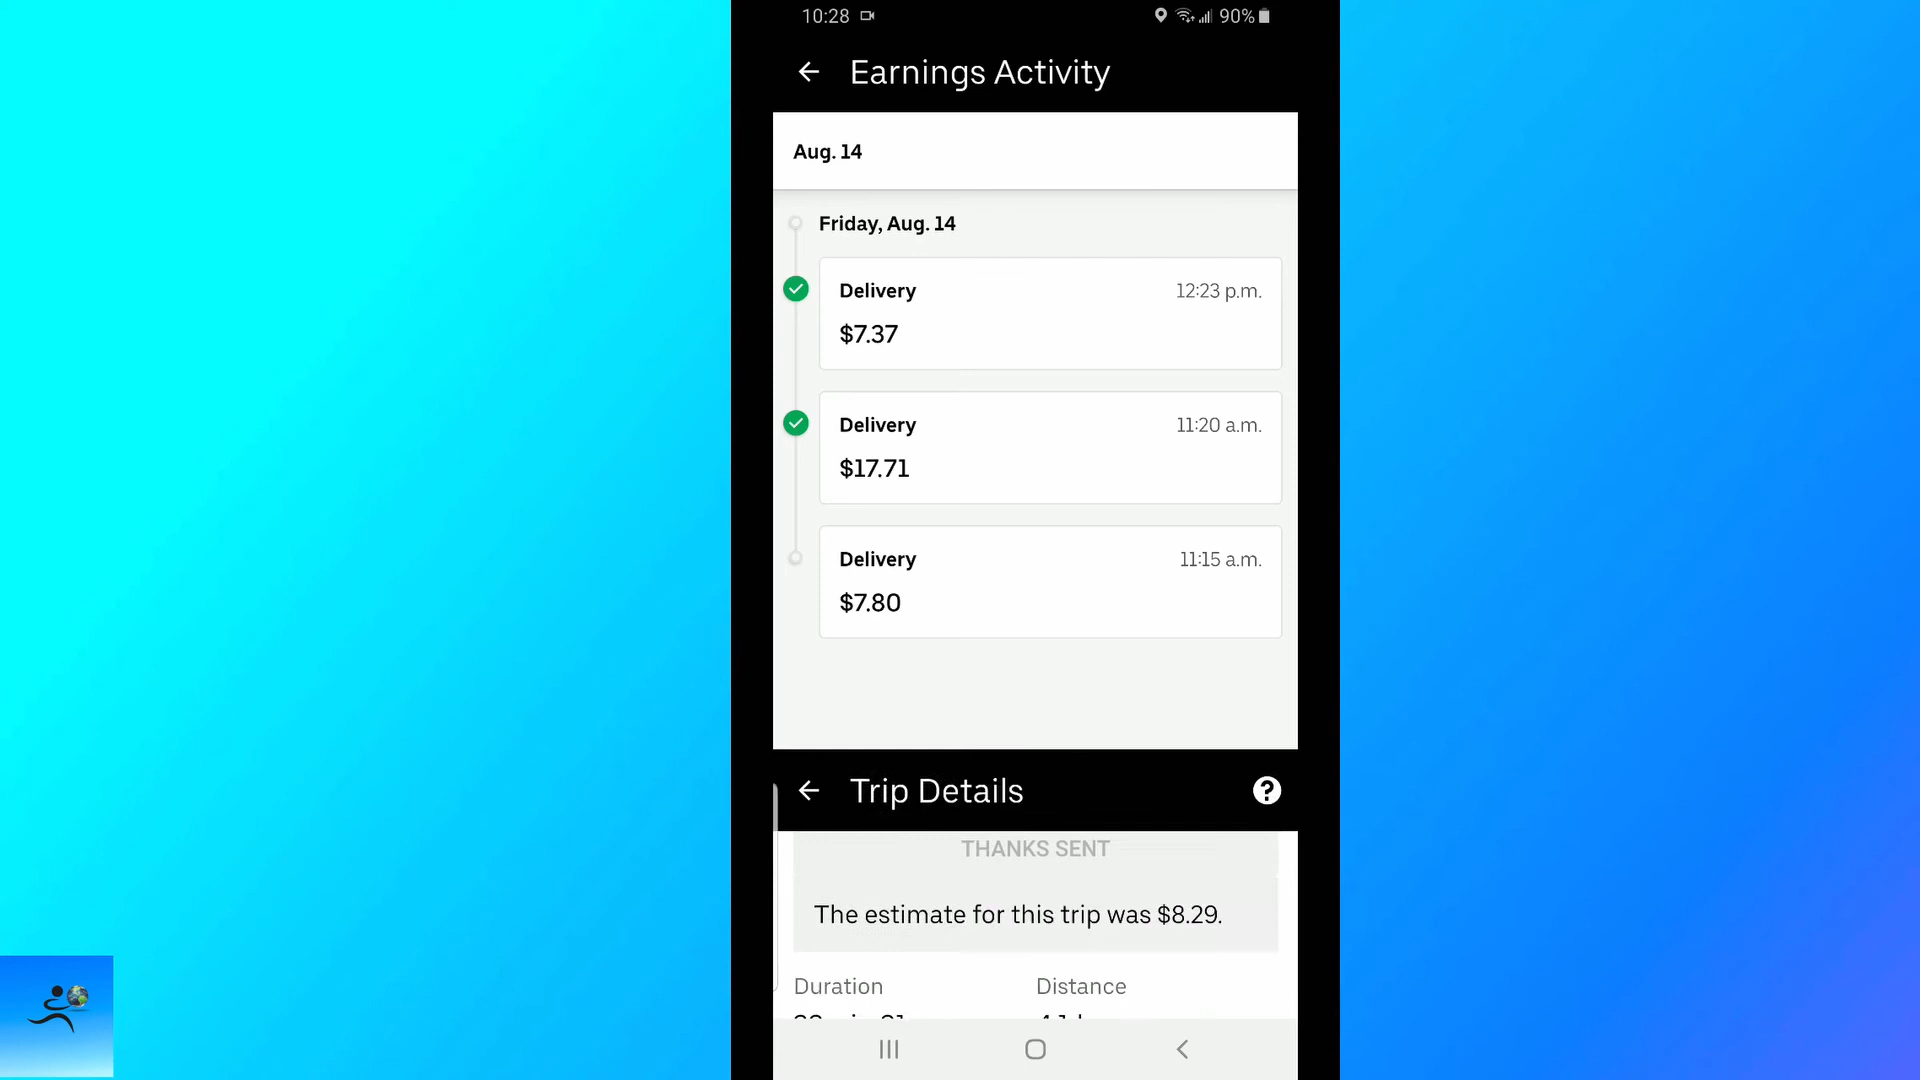 10:28 90%
Earnings Activity
Aug. 14
Friday, Aug. 14
Delivery 12:23 p.m.
$7.37
Delivery 11:20 a.m.
$17.71
Delivery 11:15 a.m.
$7.80
Trip Details
THANKS SENT
The estimate for this trip was $8.29.
Duration Distance